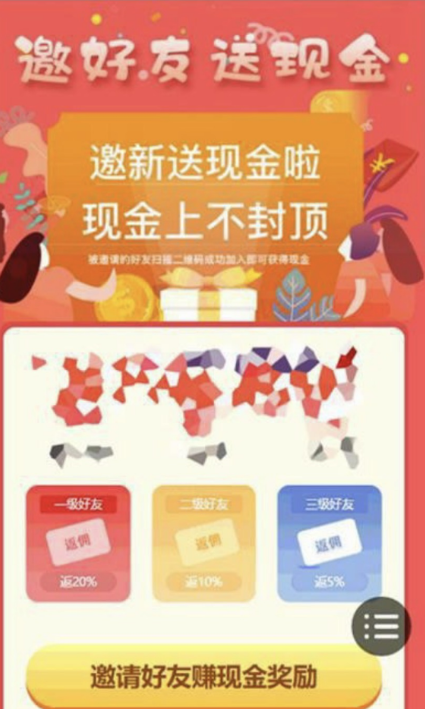 邀好友送现金
邀新送现金啦
现金上不封顶
被邀请的好友扫描二维码成功加入即可获得现金
一级好友
二级好友
三级好友
返佣
返佣
返佣
返20%
返10%
返5%
邀请好友赚现金奖励